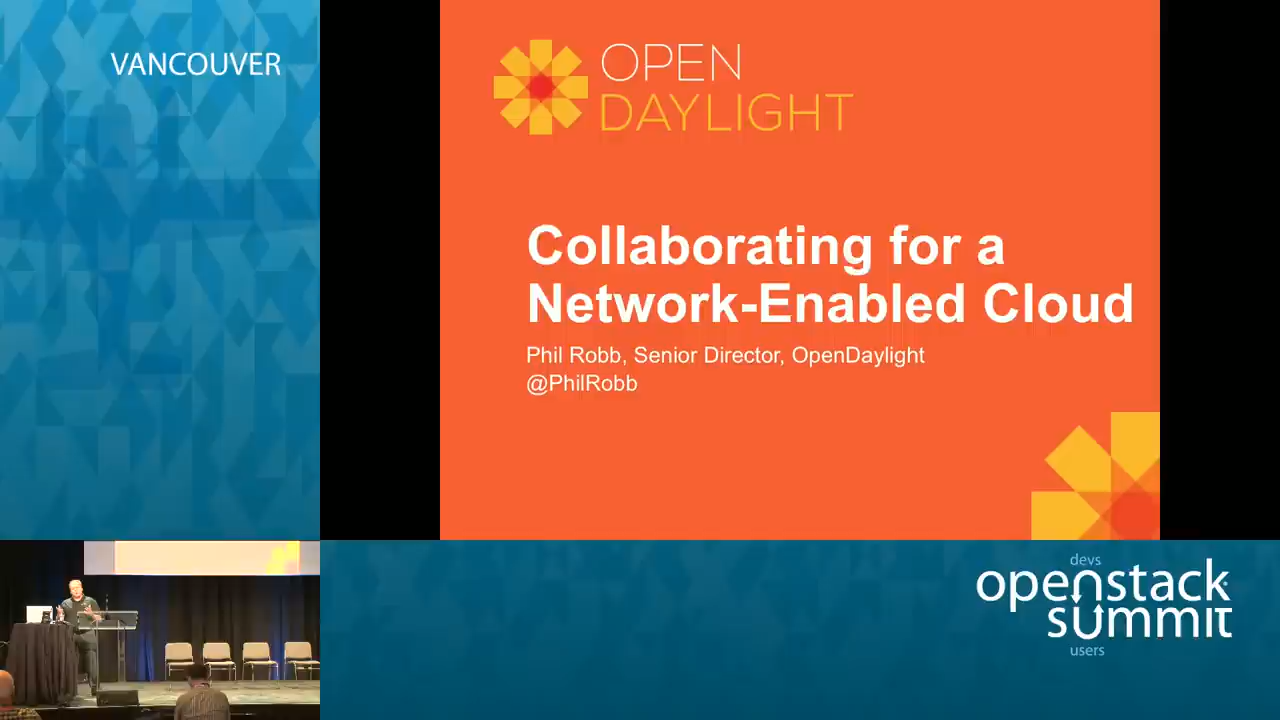 VANCOUVER
OPEN
DAYLIGHT
Collaborating for a
Network-Enabled Cloud
Phil Robb, Senior Director, OpenDaylight
@PhilRobb
devs
openstack
summit
users